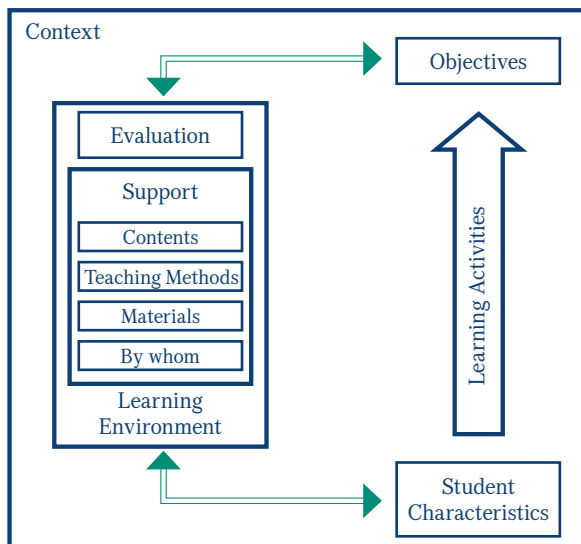 Context
Objectives
Evaluation
Support
Contents
Teaching Methods
Materials
By whom
Learning
Environment
Learning Activities
Student
Characteristics